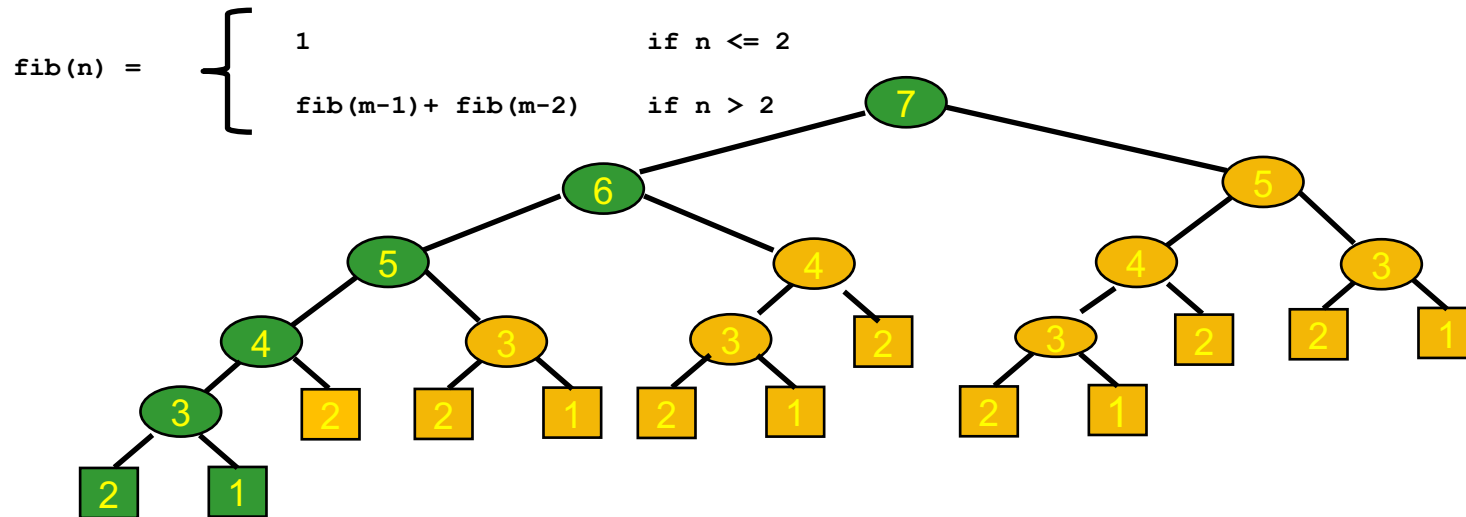 1 if n <= 2
fib(n) =
fib(m-1)+ fib(m-2) if n > 2
7
6 5
5 4 4 3
4 3 3 2 3 2 2 1
3 2 2 1 2 1 2 1
2 1